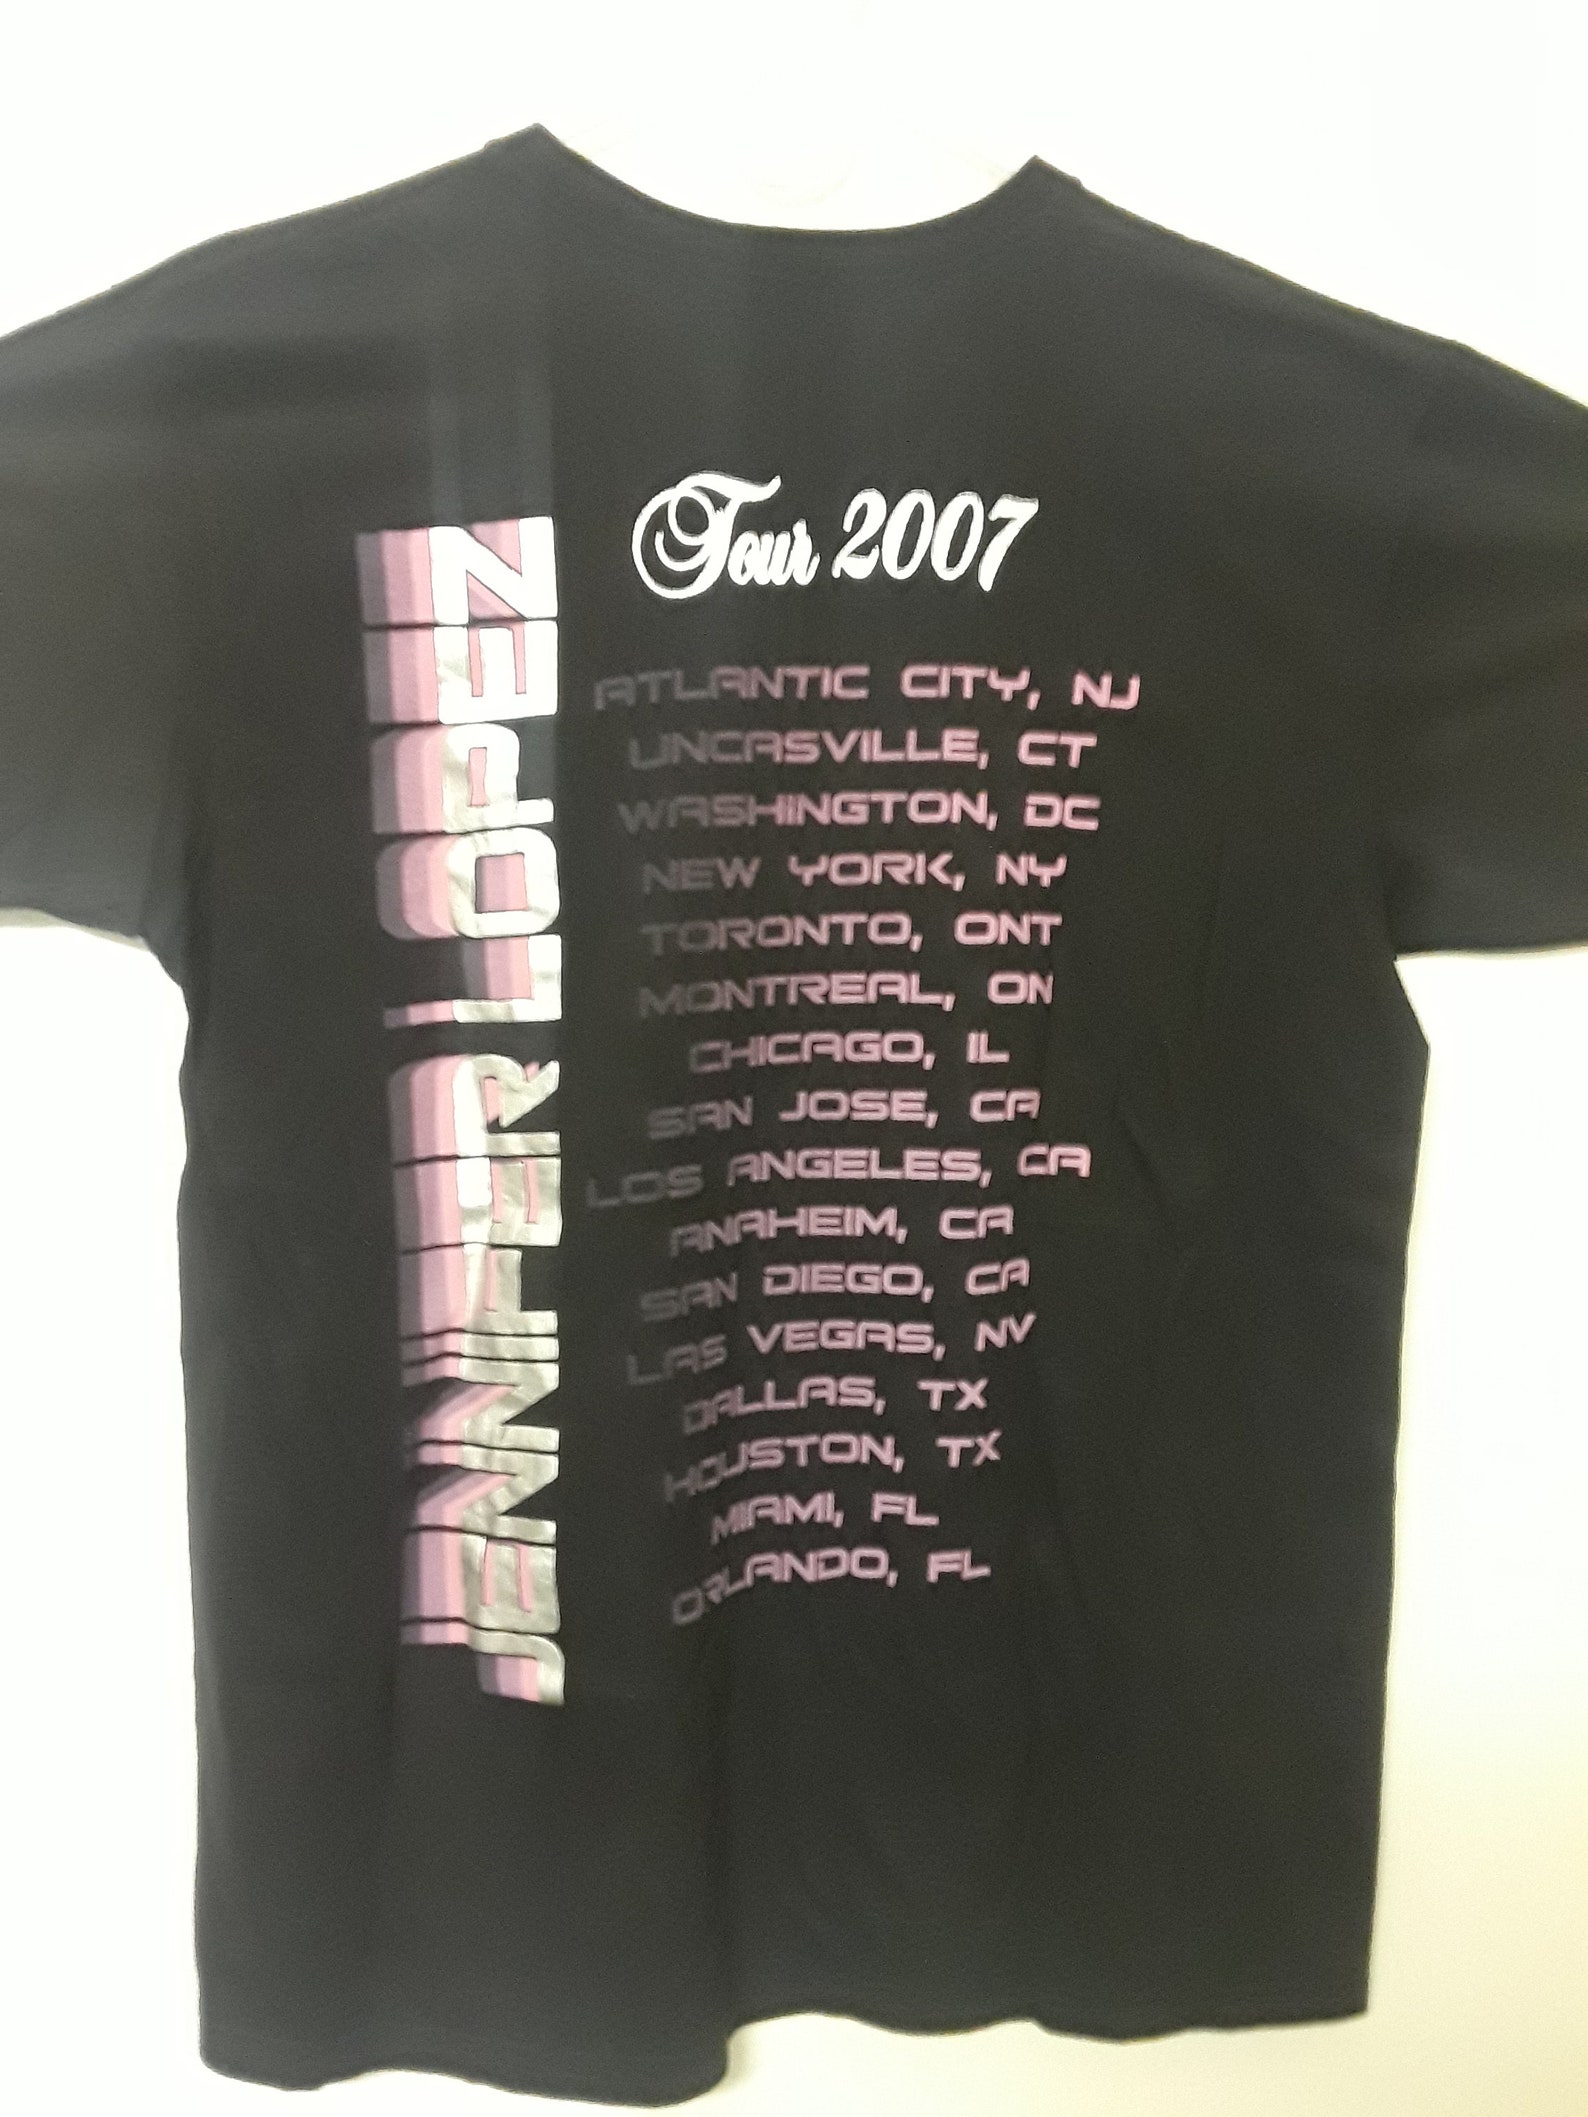 JENNIFER LOPEZ
Tour 2007
ATLANTIC CITY, NJ
UNCASVILLE, CT
WASHINGTON, DC
NEW YORK, NY
TORONTO, ONT
MONTREAL, ON
CHICAGO, IL
SAN JOSE, CA
LOS ANGELES, CA
ANAHEIM, CA
SAN DIEGO, CA
LAS VEGAS, NV
DALLAS, TX
HOUSTON, TX
MIAMI, FL
ORLANDO, FL